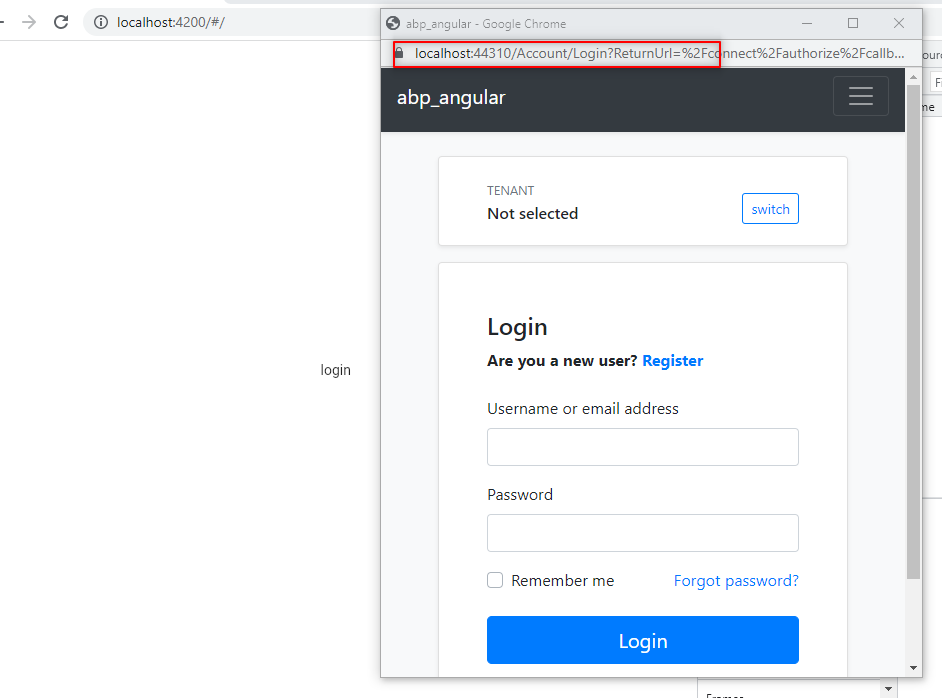 localhost:4200/#/
abp_angular - Google Chrome
localhost:44310/Account/Login?ReturnUrl=%2Fconnect%2Fauthorize%2Fcallb...
abp_angular
TENANT
Not selected
switch
login
Login
Are you a new user? Register
Username or email address
Password
Remember me
Forgot password?
Login